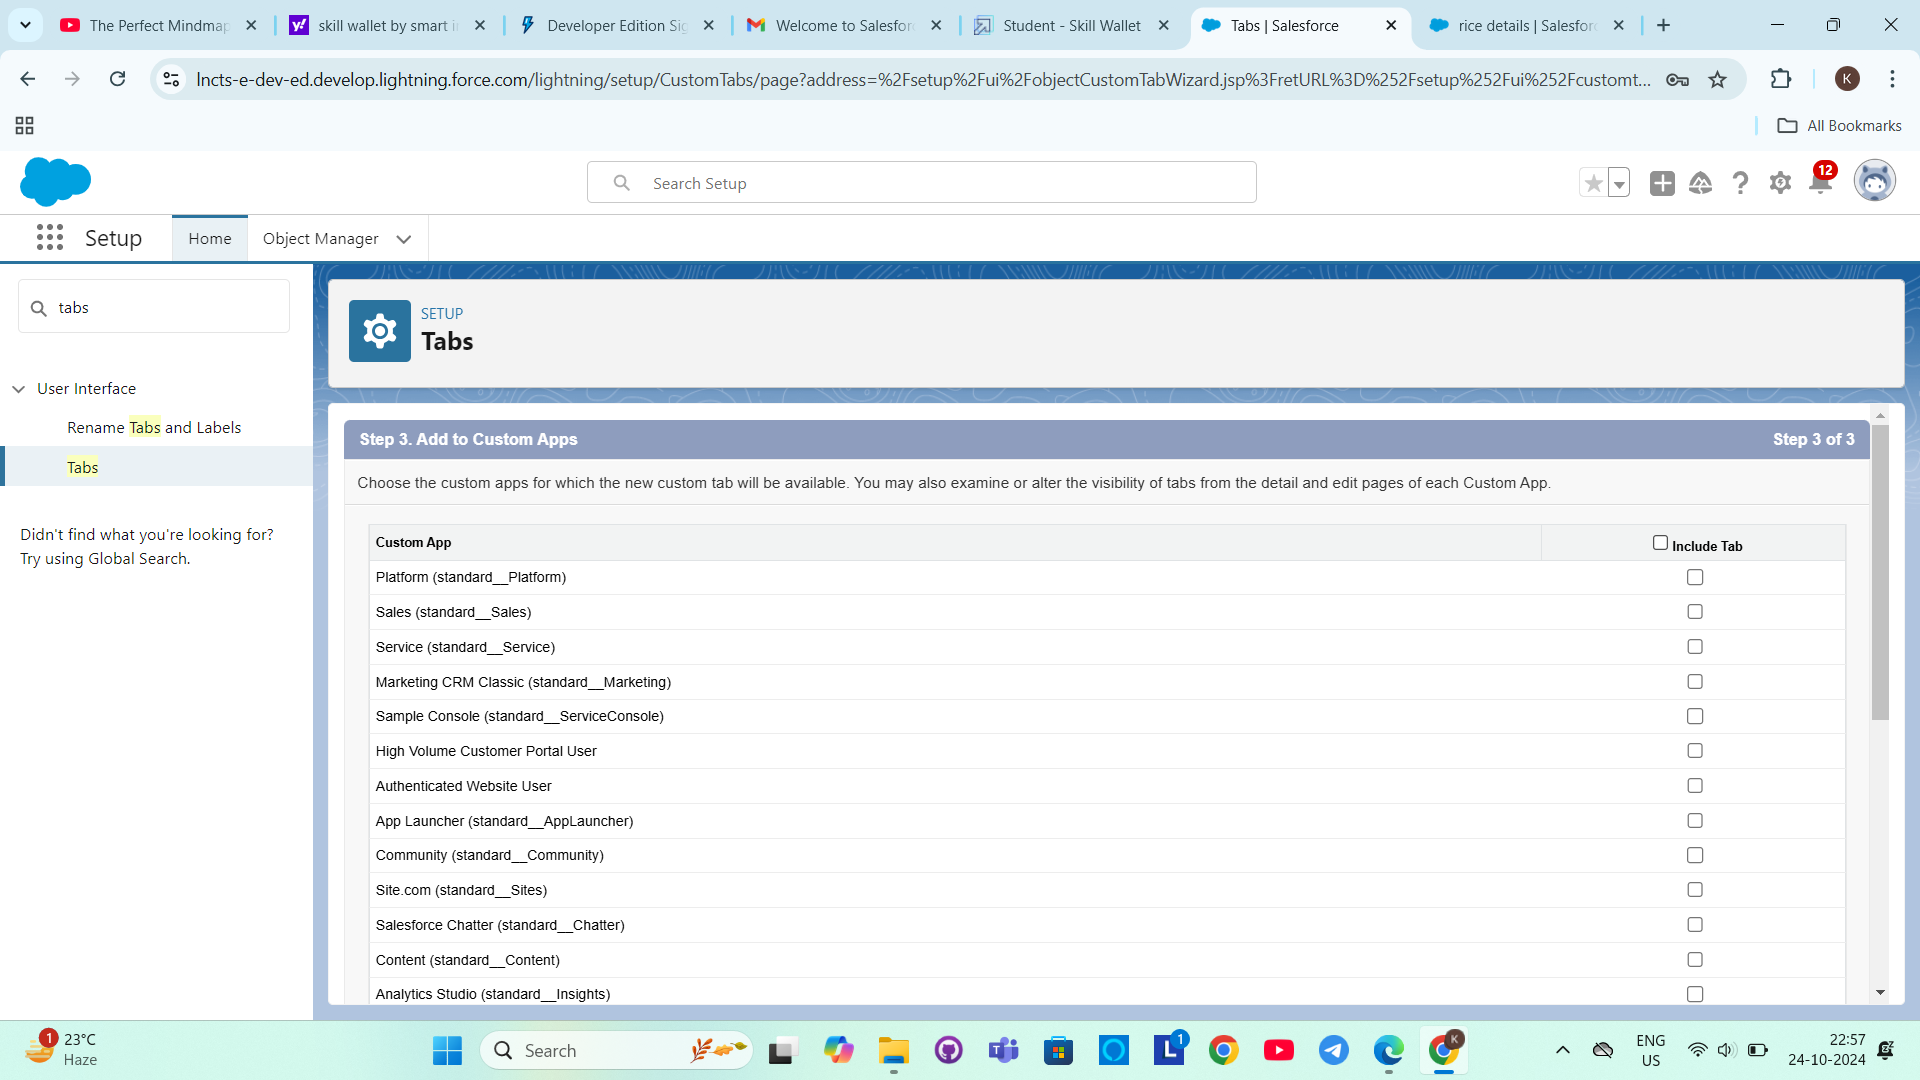 The Perfect Mindmap
skill wallet by smart in
Developer Edition Sig
Welcome to Salesforc
Student - Skill Wallet
Tabs | Salesforce
rice details | Salesforc
lncts-e-dev-ed.develop.lightning.force.com/lightning/setup/CustomTabs/page?address=%2Fsetup%2Fui%2FobjectCustomTabWizard.jsp%3FretURL%3D%252Fsetup%252Fui%252Fcustomt...
K
All Bookmarks
Search Setup
12
Setup
Home
Object Manager
tabs
User Interface
Rename Tabs and Labels
Tabs
Didn't find what you're looking for?
Try using Global Search.
SETUP
Tabs
Step 3. Add to Custom Apps
Step 3 of 3
Choose the custom apps for which the new custom tab will be available. You may also examine or alter the visibility of tabs from the detail and edit pages of each Custom App.
Custom App
Include Tab
Platform (standard__Platform)
Sales (standard__Sales)
Service (standard__Service)
Marketing CRM Classic (standard__Marketing)
Sample Console (standard__ServiceConsole)
High Volume Customer Portal User
Authenticated Website User
App Launcher (standard__AppLauncher)
Community (standard__Community)
Site.com (standard__Sites)
Salesforce Chatter (standard__Chatter)
Content (standard__Content)
Analytics Studio (standard__Insights)
1
23°C
Haze
Search
L
1
K
ENG
US
22:57
24-10-2024